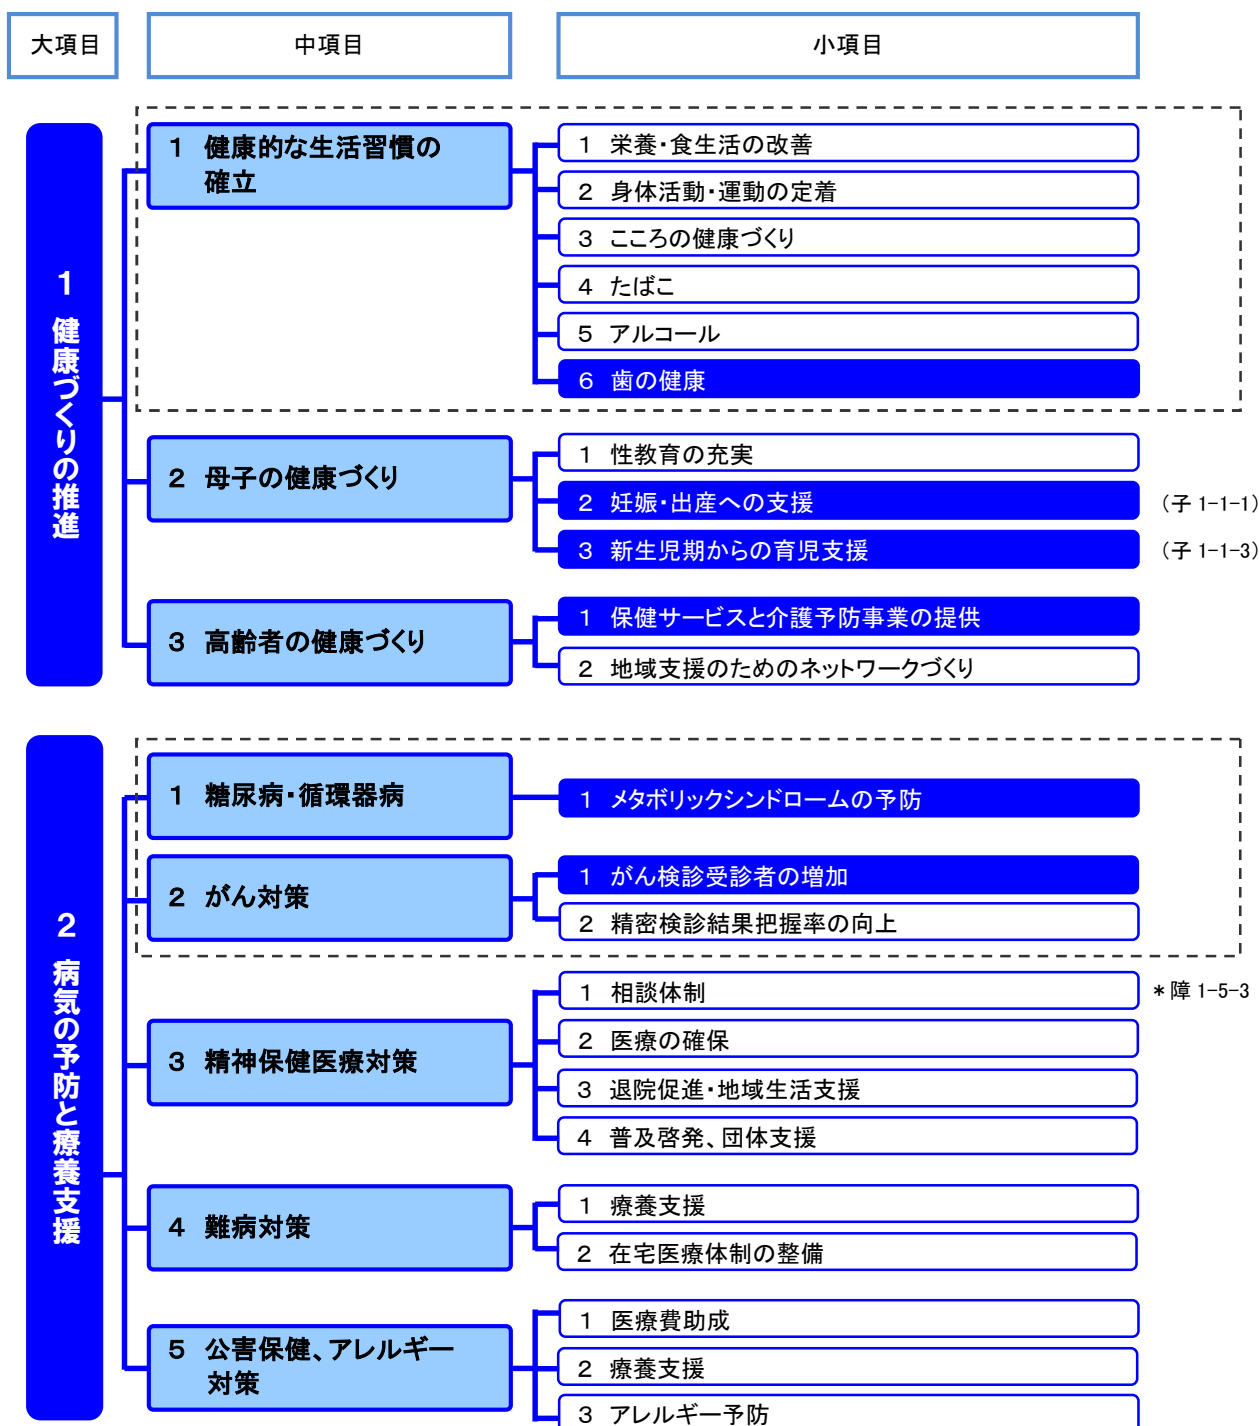 大項目
中項目
小項目
1 健康づくりの推進
1 健康的な生活習慣の
確立
1 栄養・食生活の改善
2 身体活動・運動の定着
3 こころの健康づくり
4 たばこ
5 アルコール
6 歯の健康
2 母子の健康づくり
1 性教育の充実
2 妊娠・出産への支援
(子 1-1-1)
3 新生児期からの育児支援
(子 1-1-3)
3 高齢者の健康づくり
1 保健サービスと介護予防事業の提供
2 地域支援のためのネットワークづくり
2 病気の予防と療養支援
1 糖尿病・循環器病
1 メタボリックシンドロームの予防
2 がん対策
1 がん検診受診者の増加
2 精密検診結果把握率の向上
3 精神保健医療対策
1 相談体制
*障 1-5-3
2 医療の確保
3 退院促進・地域生活支援
4 普及啓発、団体支援
4 難病対策
1 療養支援
2 在宅医療体制の整備
5 公害保健、アレルギー
対策
1 医療費助成
2 療養支援
3 アレルギー予防